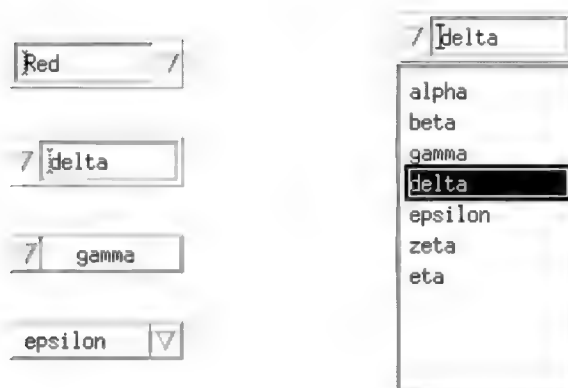 Red
delta
gamma
epsilon
delta
alpha
beta
gamma
delta
epsilon
zeta
eta